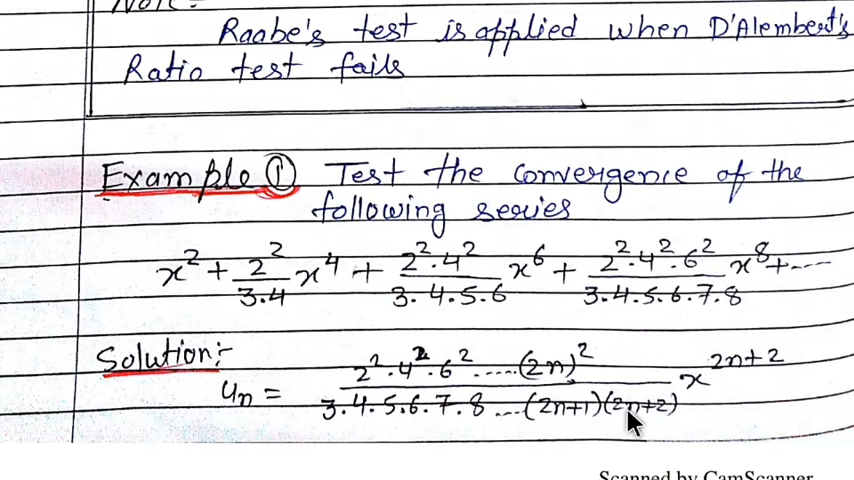 Note:
Raabe's test is applied when D'Alembert's
Ratio test fails
Example ① Test the convergence of the
following series
x² + 2²/3.4 x⁴ + 2².4²/3.4.5.6 x⁶ + 2².4².6²/3.4.5.6.7.8 x⁸ + ----
Solution:-
uₙ = 2².4².6² .....(2n)²/3.4.5.6.7.8 ....(2n+1)(2n+2) x²ⁿ⁺²
Scanned by CamScanner